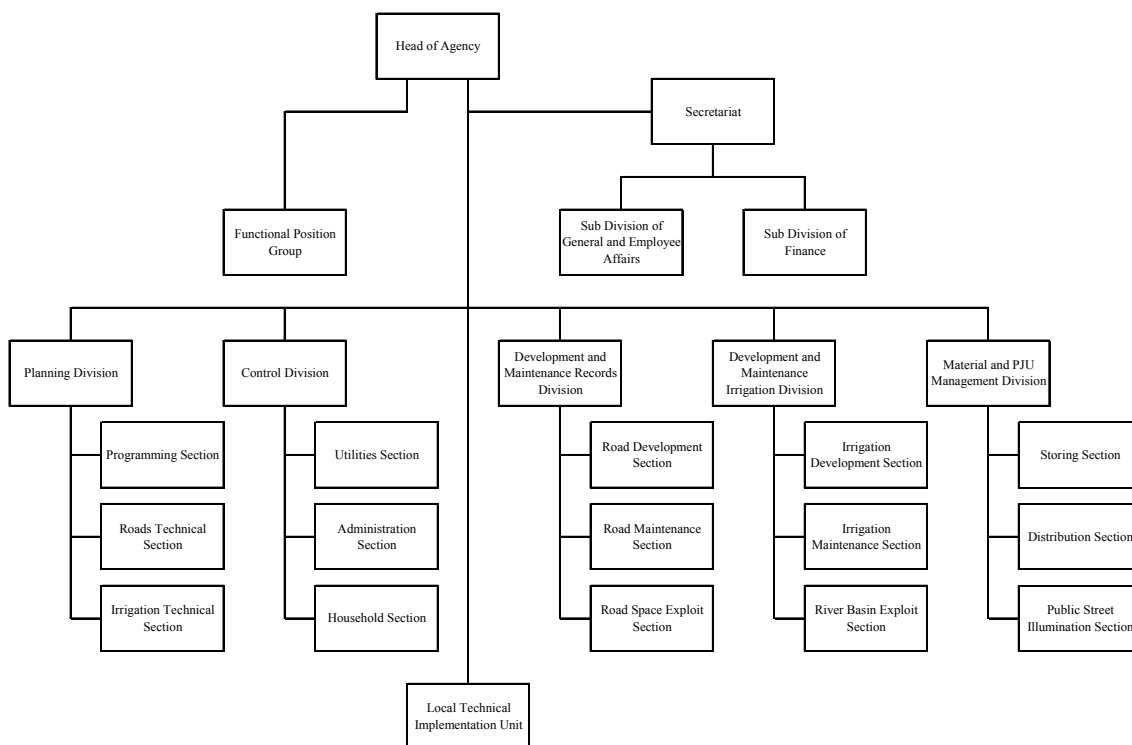 Head of Agency
Secretariat
Functional Position
Group
Sub Division of
General and Employee
Affairs
Sub Division of
Finance
Planning Division
Control Division
Development and
Maintenance Records
Division
Development and
Maintenance
Irrigation Division
Material and PJU
Management Division
Programming Section
Utilities Section
Road Development
Section
Irrigation
Development Section
Storing Section
Roads Technical
Section
Administration
Section
Road Maintenance
Section
Irrigation
Maintenance Section
Distribution Section
Irrigation Technical
Section
Household Section
Road Space Exploit
Section
River Basin Exploit
Section
Public Street
Illumination Section
Local Technical
Implementation Unit